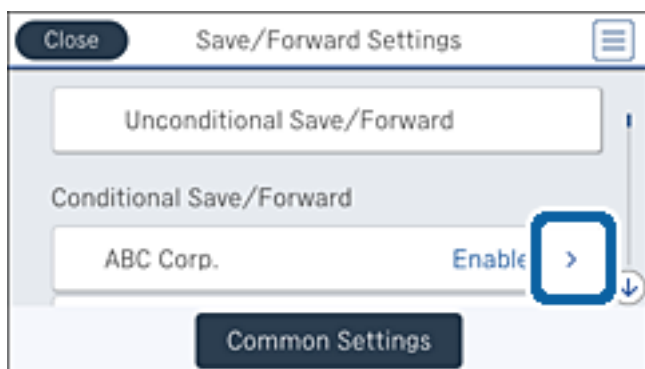 Close
Save/Forward Settings
Unconditional Save/Forward
Conditional Save/Forward
ABC Corp.
Enable
Common Settings